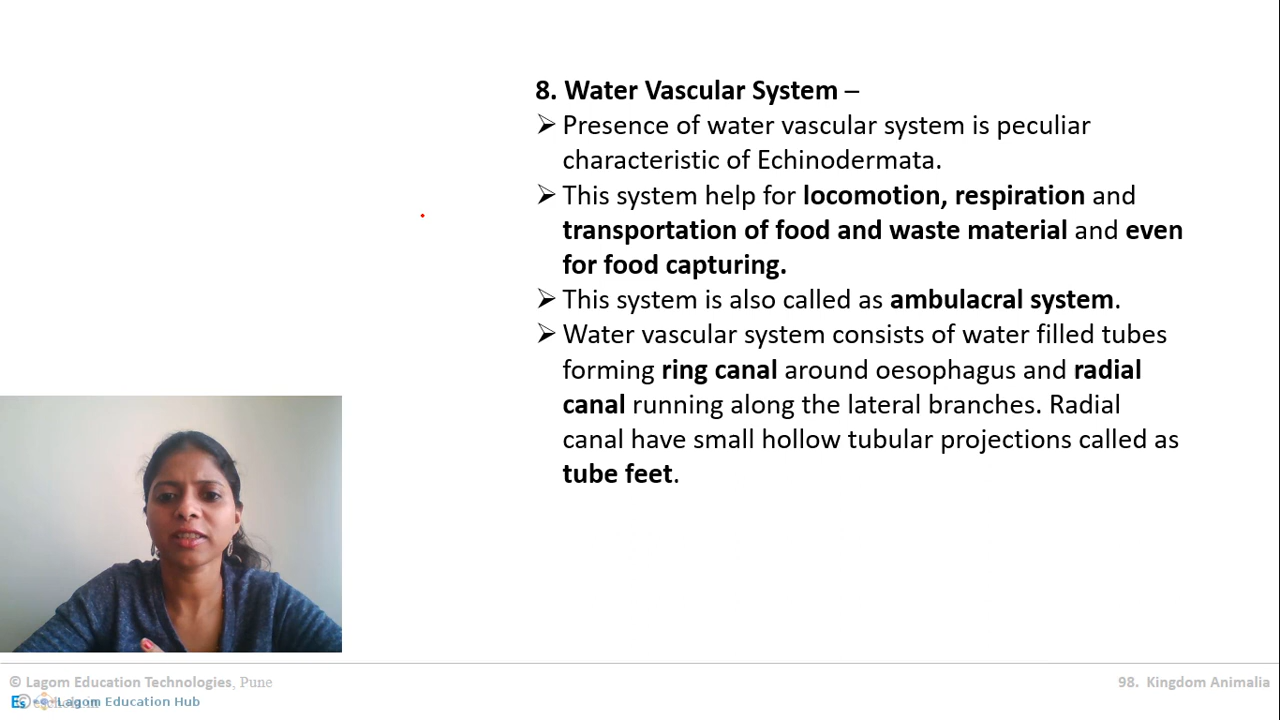 8. Water Vascular System –
➢ Presence of water vascular system is peculiar
characteristic of Echinodermata.
➢ This system help for locomotion, respiration and
transportation of food and waste material and even
for food capturing.
➢ This system is also called as ambulacral system.
➢ Water vascular system consists of water filled tubes
forming ring canal around oesophagus and radial
canal running along the lateral branches. Radial
canal have small hollow tubular projections called as
tube feet.
© Lagom Education Technologies, Pune
98. Kingdom Animalia
Lagom Education Hub